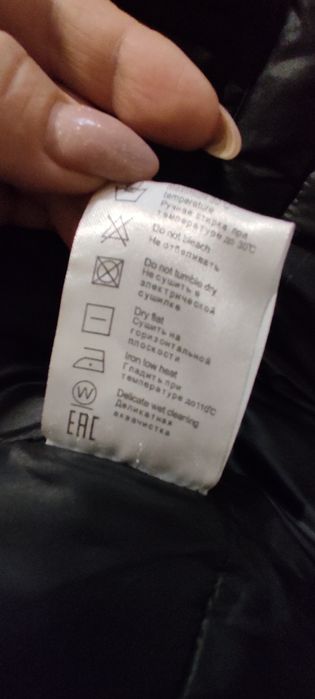 temperature
Ручная стирка при
температуре до 30°C
Do not bleach
Не отбеливать
Do not tumble dry
Не сушить в
электрической
сушилке
Dry flat
Сушить на
горизонтальной
плоскости
Iron low heat
Гладить при
температуре до 110°C
W
Delicate wet cleaning
Деликатная
аквачистка
EAC